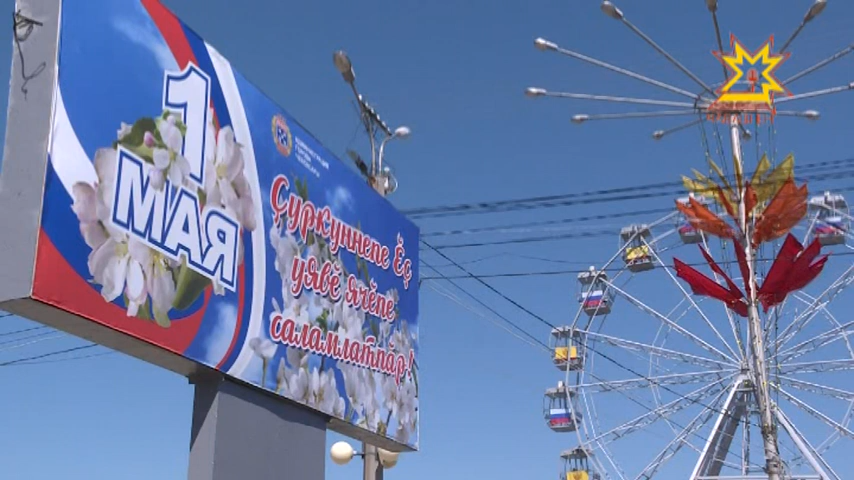 1
МАЯ
Ҫуркуннепе Ӗҫ
уявӗ ячӗпе
саламлатпӑр!